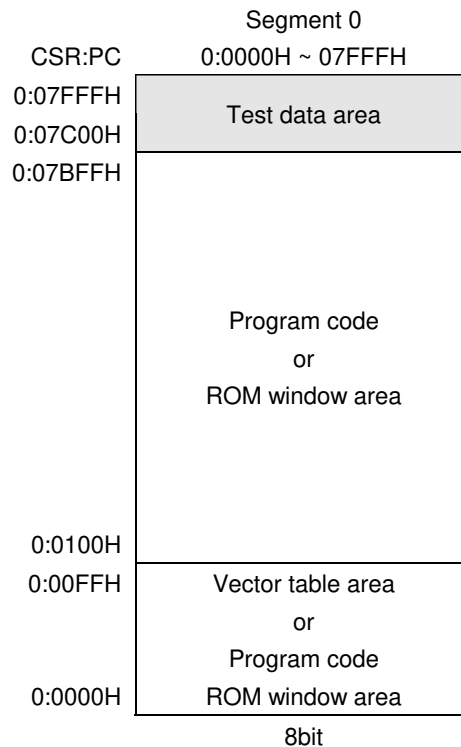 Segment 0
CSR:PC 0:0000H ~ 07FFFH
0:07FFFH
Test data area
0:07C00H
0:07BFFH
Program code
or
ROM window area
0:0100H
0:00FFH Vector table area
or
Program code
0:0000H ROM window area
8bit